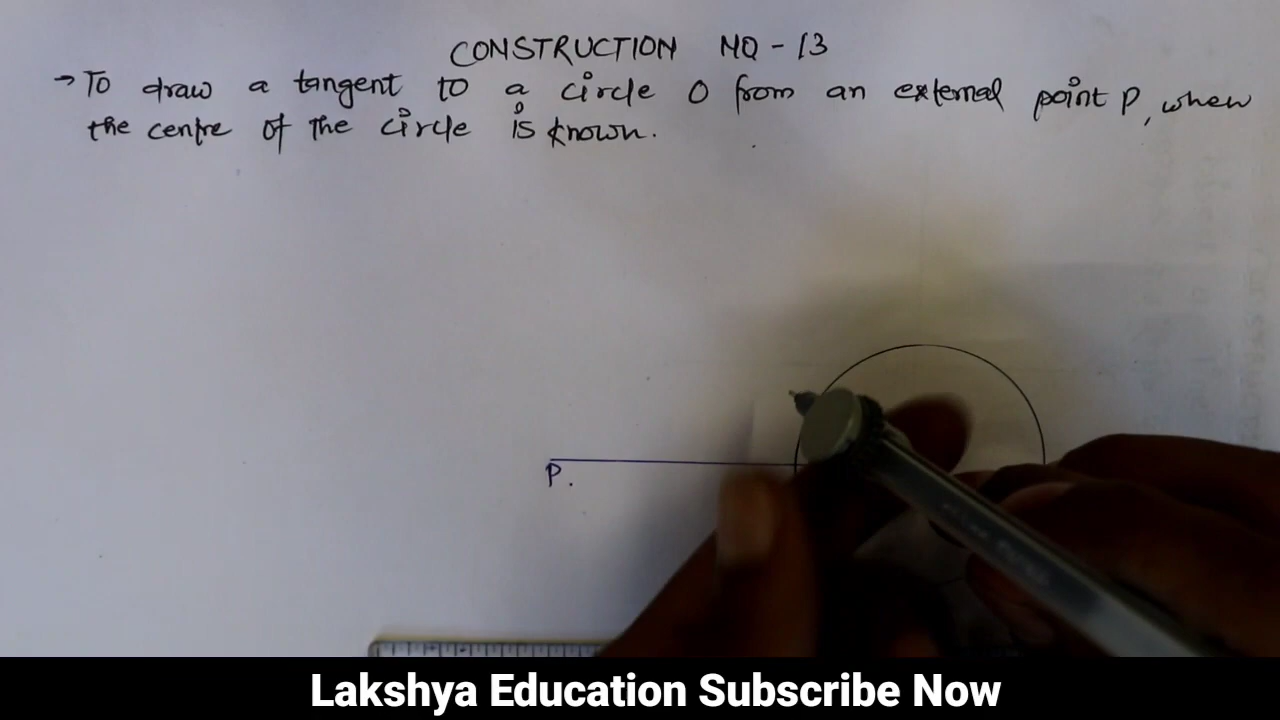 CONSTRUCTION NO - 13
→ To draw a tangent to a circle O from an external point P, when
the centre of the circle is known.
P.
Lakshya Education Subscribe Now